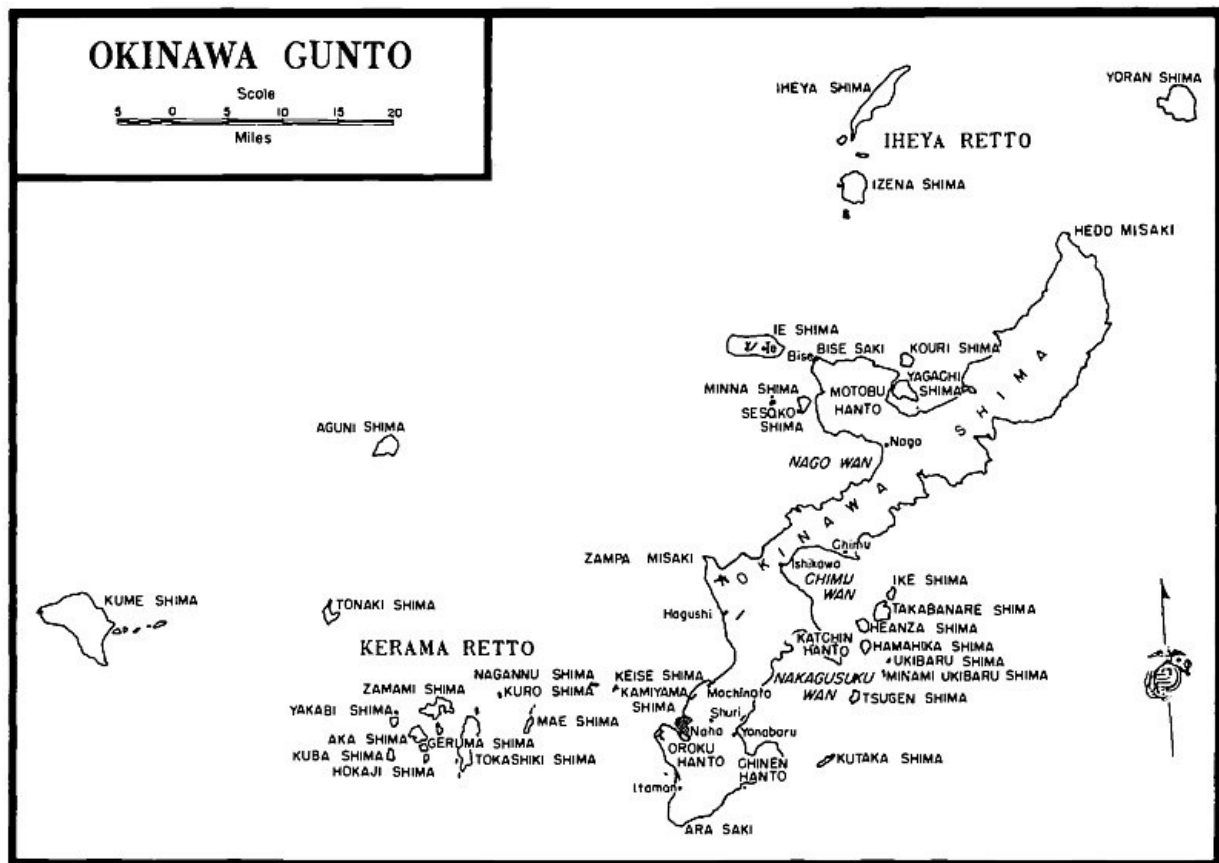 OKINAWA GUNTO
Scale
5 0 5 10 15 20
Miles
IHEYA SHIMA
YORAN SHIMA
IHEYA RETTO
IZENA SHIMA
HEDO MISAKI
IE SHIMA
Ie
Bise
BISE SAKI
KOURI SHIMA
MINNA SHIMA
MOTOBU
HANTO
YAGACHI
SHIMA
SESOKO
SHIMA
AGUNI SHIMA
Nago
NAGO WAN
OKINAWA SHIMA
ZAMPA MISAKI
Chimu
Ishikawa
CHIMU
WAN
IKE SHIMA
KUME SHIMA
TONAKI SHIMA
Hagushi
TAKABANARE SHIMA
HEANZA SHIMA
KERAMA RETTO
KATCHIN
HANTO
HAMAHIKA SHIMA
UKIBARU SHIMA
NAGANNU SHIMA
KEISE SHIMA
NAKAGUSUKU
WAN
MINAMI UKIBARU SHIMA
ZAMAMI SHIMA
KURO SHIMA
KAMIYAMA
SHIMA
Machinato
TSUGEN SHIMA
YAKABI SHIMA
MAE SHIMA
Shuri
AKA SHIMA
GERUMA SHIMA
Naha
Yonabaru
KUBA SHIMA
TOKASHIKI SHIMA
OROKU
HANTO
CHINEN
HANTO
KUTAKA SHIMA
HOKAJI SHIMA
Itoman
ARA SAKI